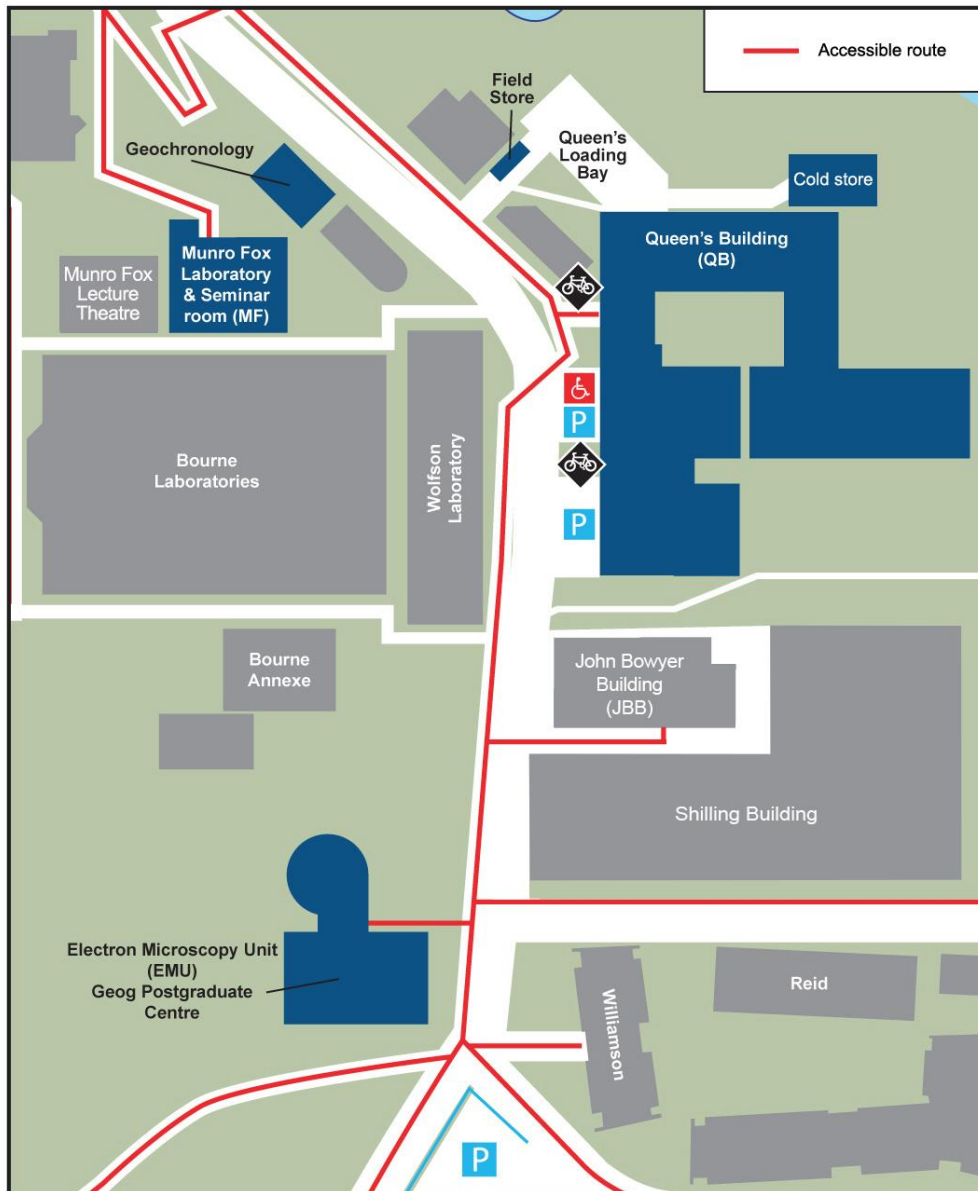 Accessible route
Field
Store
Geochronology
Queen's
Loading
Bay
Cold store
Queen's Building
(QB)
Munro Fox
Laboratory
& Seminar
room (MF)
Munro Fox
Lecture
Theatre
P
Bourne
Laboratories
Wolfson
Laboratory
P
John Bowyer
Building
(JBB)
Bourne
Annexe
Shilling Building
Electron Microscopy Unit
(EMU)
Geog Postgraduate
Centre
Williamson
Reid
P